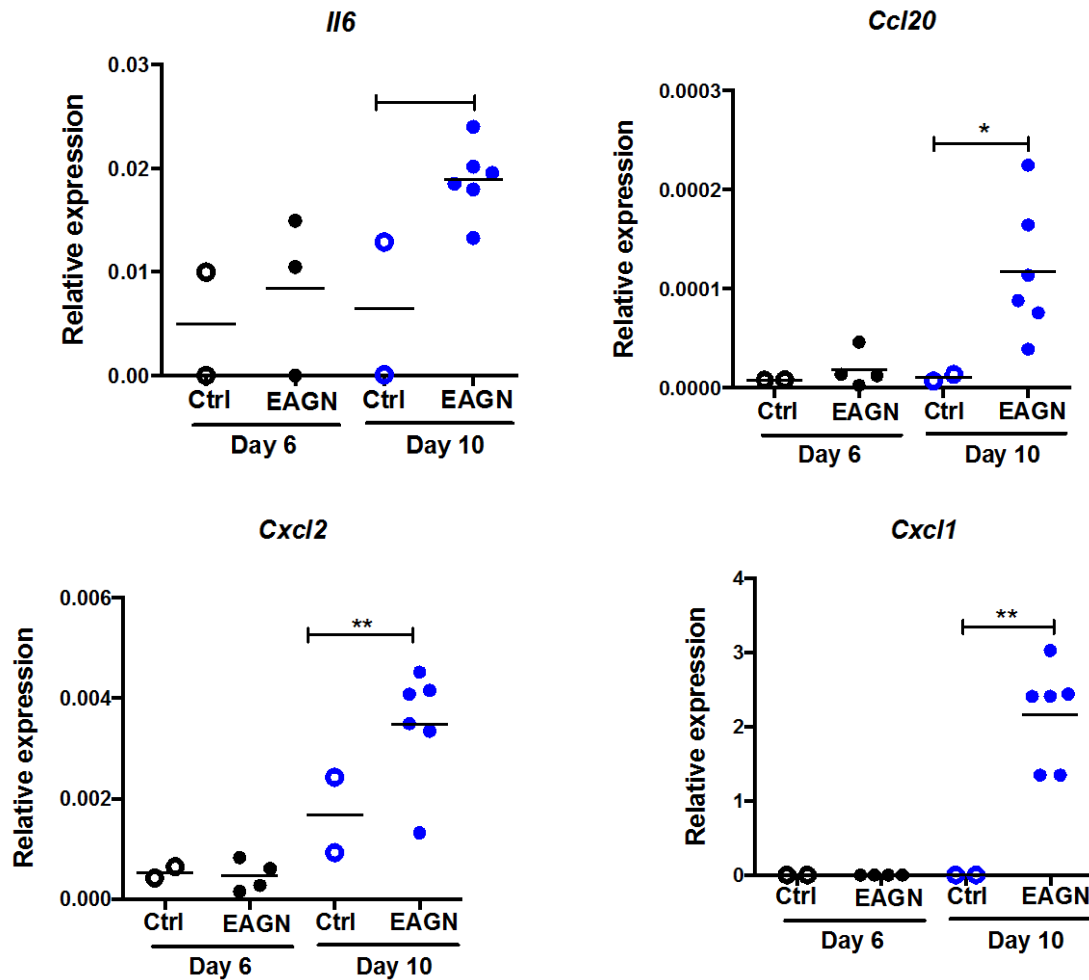 Il6
Relative expression
0.03
0.02
0.01
0.00
Ctrl EAGN Ctrl EAGN
Day 6 Day 10
Ccl20
Relative expression
0.0003
*
0.0002
0.0001
0.0000
Ctrl EAGN Ctrl EAGN
Day 6 Day 10
Cxcl2
Relative expression
0.006
**
0.004
0.002
0.000
Ctrl EAGN Ctrl EAGN
Day 6 Day 10
Cxcl1
Relative expression
4
**
3
2
1
0
Ctrl EAGN Ctrl EAGN
Day 6 Day 10